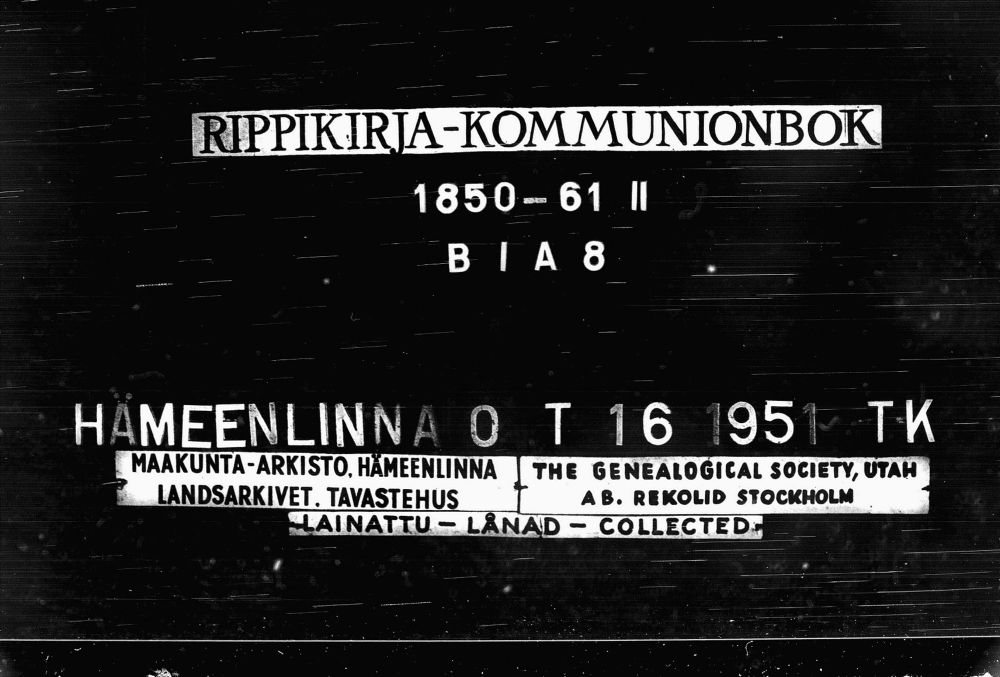 RIPPIKIRJA-KOMMUNIONBOK
1850-61 II
B I A 8
HÄMEENLINNA O T 16 1951 TK
MAAKUNTA-ARKISTO, HÄMEENLINNA
LANDSARKIVET, TAVASTEHUS
THE GENEALOGICAL SOCIETY, UTAH
AB. REKOLID STOCKHOLM
LAINATTU - LÅNAD - COLLECTED